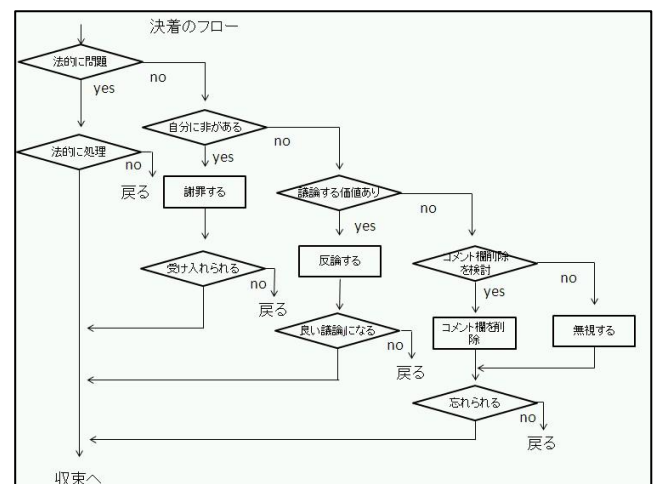 決着のフロー
法的に問題
no
yes
自分に非がある
no
法的に処理
no
yes
戻る
謝罪する
議論する価値あり
no
yes
受け入れられる
no
戻る
反論する
コメント欄削除
を検討
no
yes
良い議論になる
no
戻る
コメント欄を削
除
無視する
忘れられる
no
戻る
収束へ